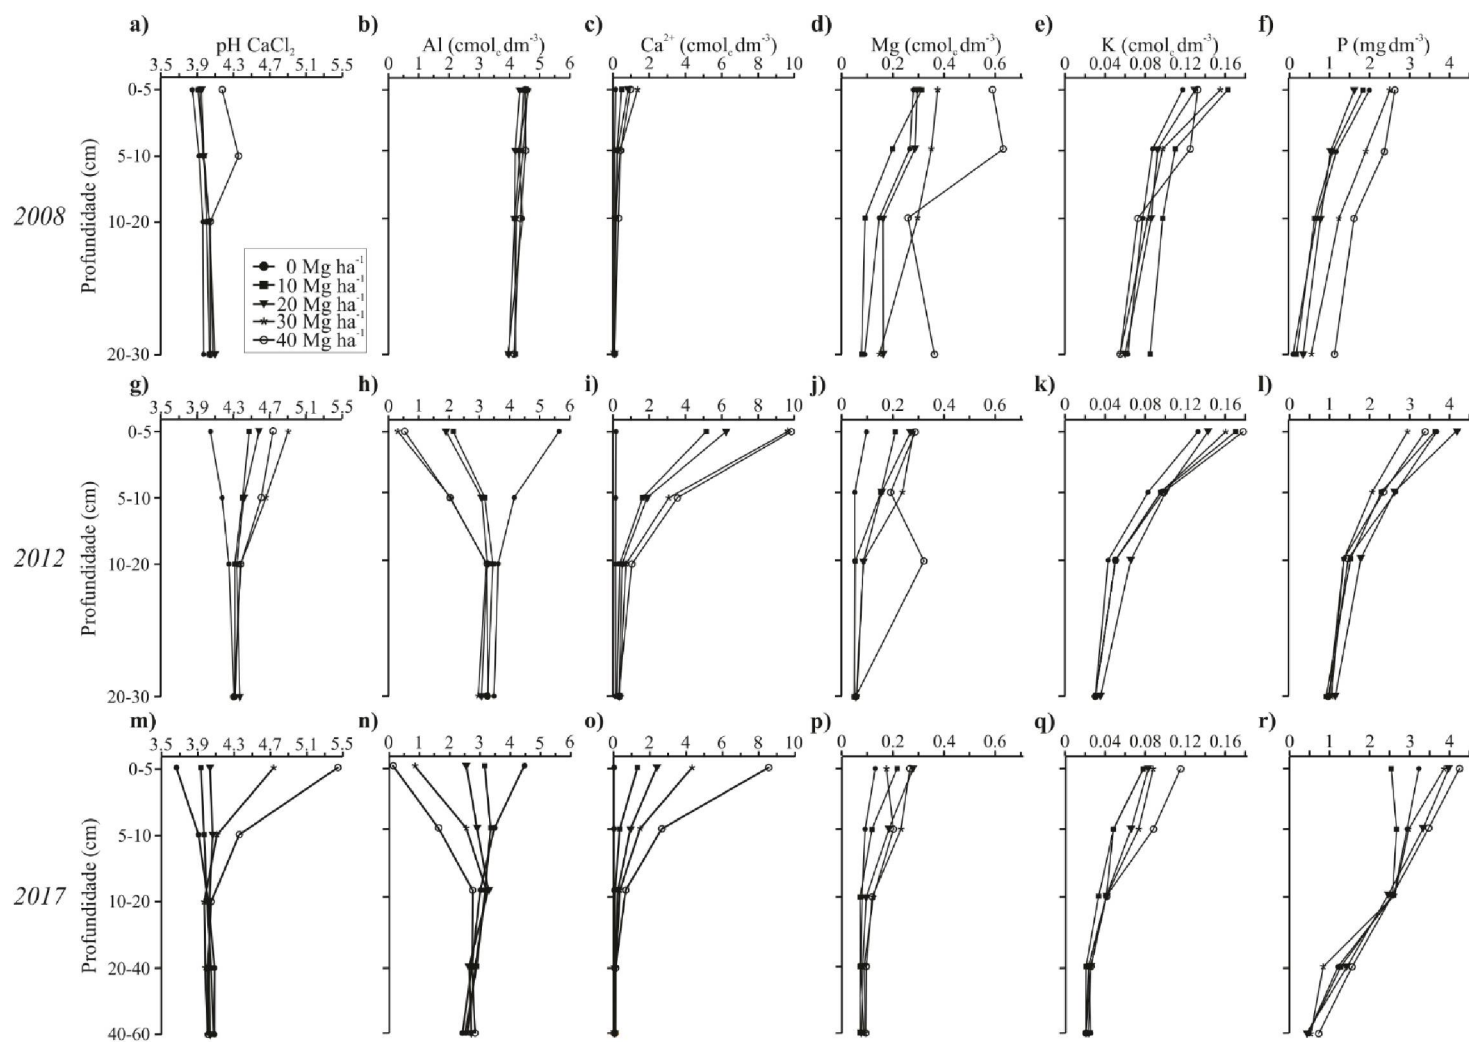 a) b) c) d) e) f)
pH CaCl₂ Al (cmol꜀ dm⁻³) Ca²⁺ (cmol꜀ dm⁻³) Mg (cmol꜀ dm⁻³) K (cmol꜀ dm⁻³) P (mg dm⁻³)
3.5 3.9 4.3 4.7 5.1 5.5 0 1 2 3 4 5 6 0 2 4 6 8 10 0 0.2 0.4 0.6 0 0.04 0.08 0.12 0.16 0 1 2 3 4
2008
Profundidade (cm)
0-5
5-10
10-20
20-30
0 Mg ha⁻¹
10 Mg ha⁻¹
20 Mg ha⁻¹
30 Mg ha⁻¹
40 Mg ha⁻¹
g) h) i) j) k) l)
3.5 3.9 4.3 4.7 5.1 5.5 0 1 2 3 4 5 6 0 2 4 6 8 10 0 0.2 0.4 0.6 0 0.04 0.08 0.12 0.16 0 1 2 3 4
2012
Profundidade (cm)
0-5
5-10
10-20
20-30
m) n) o) p) q) r)
3.5 3.9 4.3 4.7 5.1 5.5 0 1 2 3 4 5 6 0 2 4 6 8 10 0 0.2 0.4 0.6 0 0.04 0.08 0.12 0.16 0 1 2 3 4
2017
Profundidade (cm)
0-5
5-10
10-20
20-40
40-60